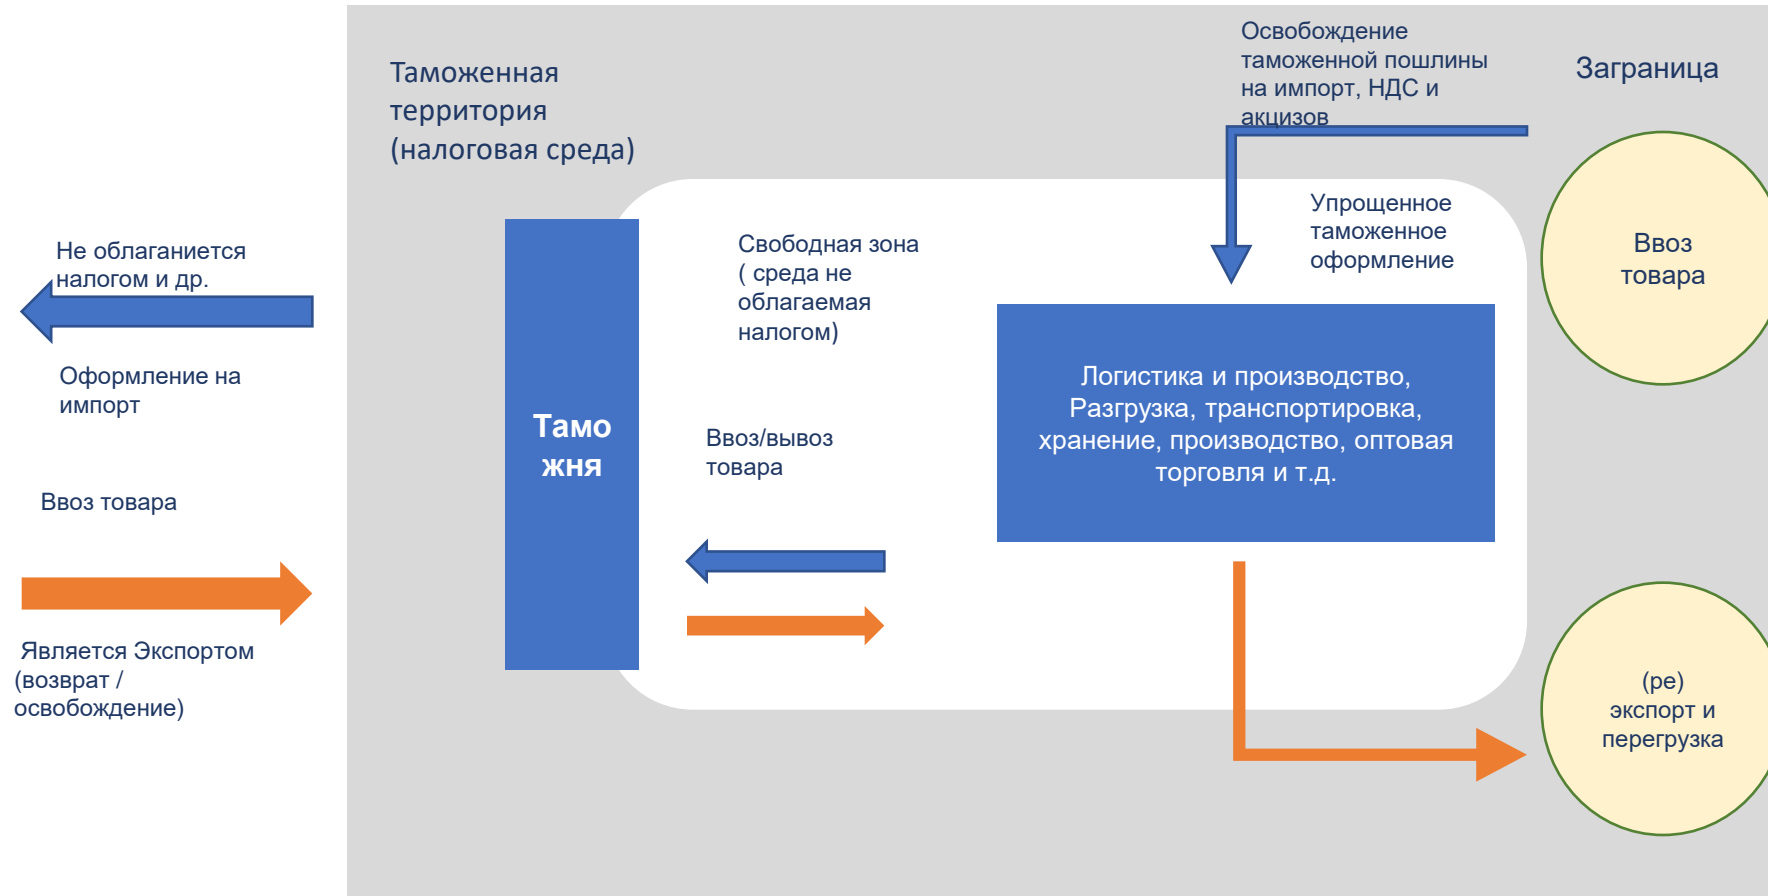 Не облаганиется
налогом и др.
Оформление на
импорт
Ввоз товара
Является Экспортом
(возврат /
освобождение)
Таможенная
территория
(налоговая среда)
Тамо
жня
Свободная зона
( среда не
облагаемая
налогом)
Ввоз/вывоз
товара
Освобождение
таможенной пошлины
на импорт, НДС и
акцизов
Упрощенное
таможенное
оформление
Логистика и производство,
Разгрузка, транспортировка,
хранение, производство, оптовая
торговля и т.д.
Заграница
Ввоз
товара
(ре)
экспорт и
перегрузка